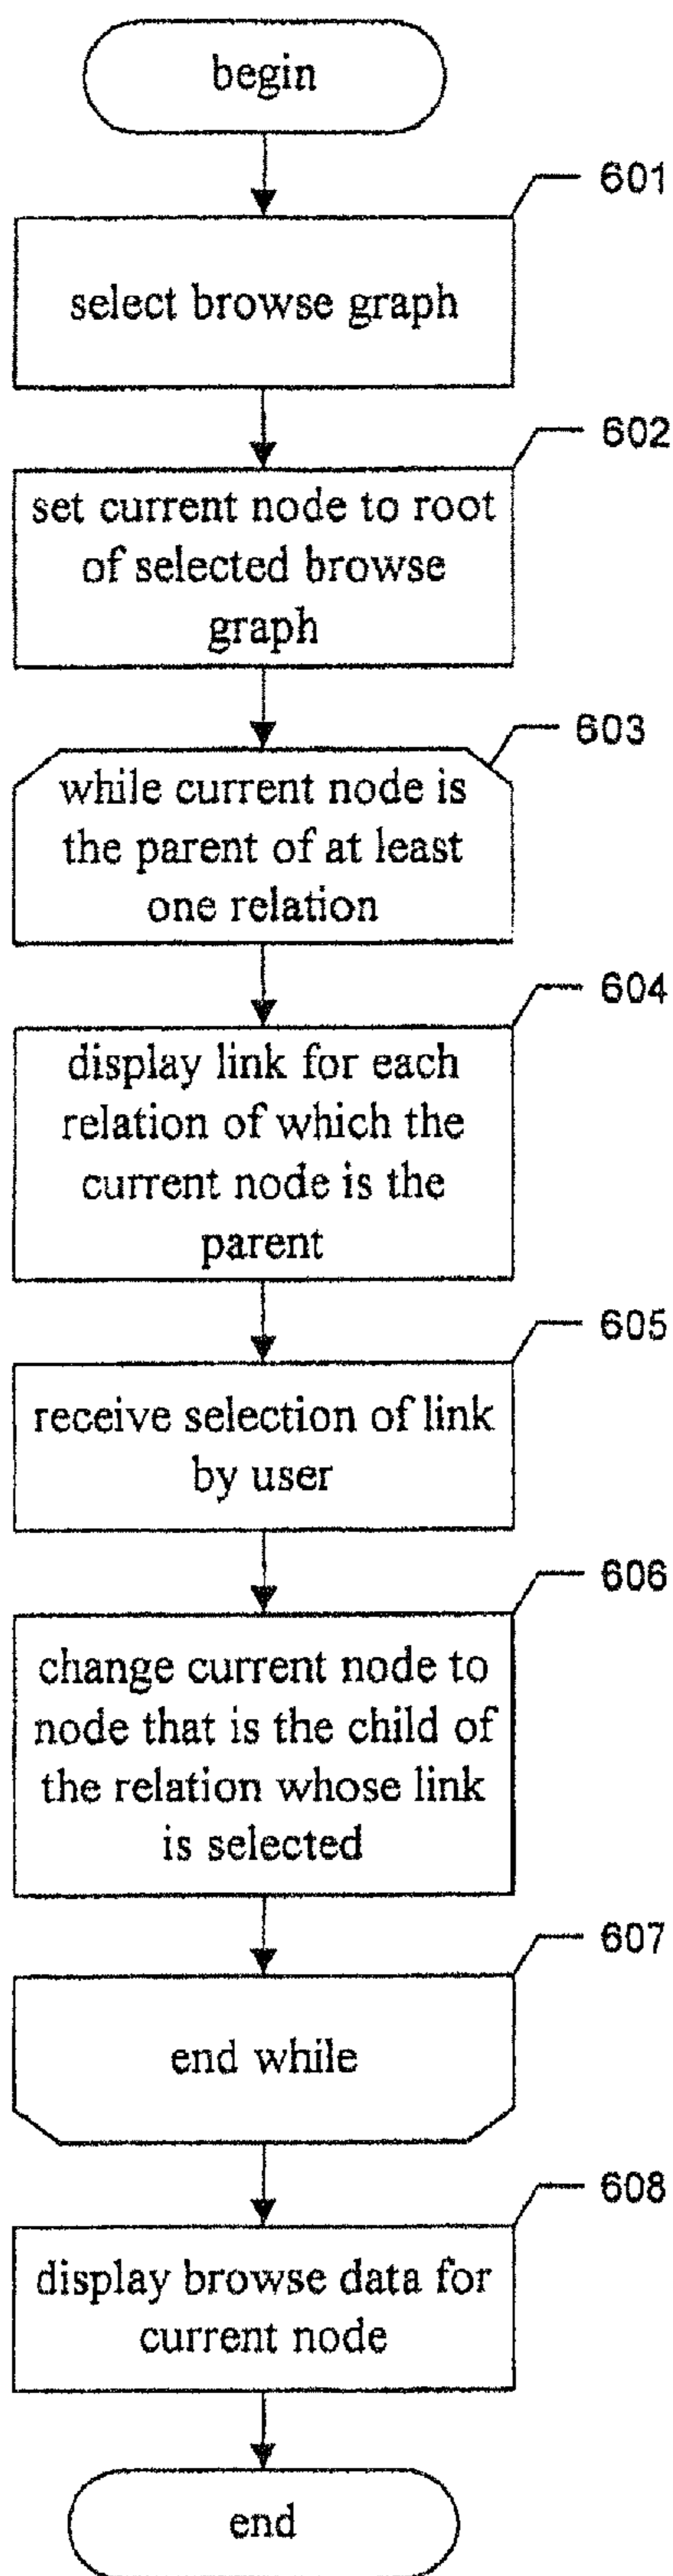 begin
601
select browse graph
602
set current node to root
of selected browse
graph
603
while current node is
the parent of at least
one relation
604
display link for each
relation of which the
current node is the
parent
605
receive selection of link
by user
606
change current node to
node that is the child of
the relation whose link
is selected
607
end while
608
display browse data for
current node
end